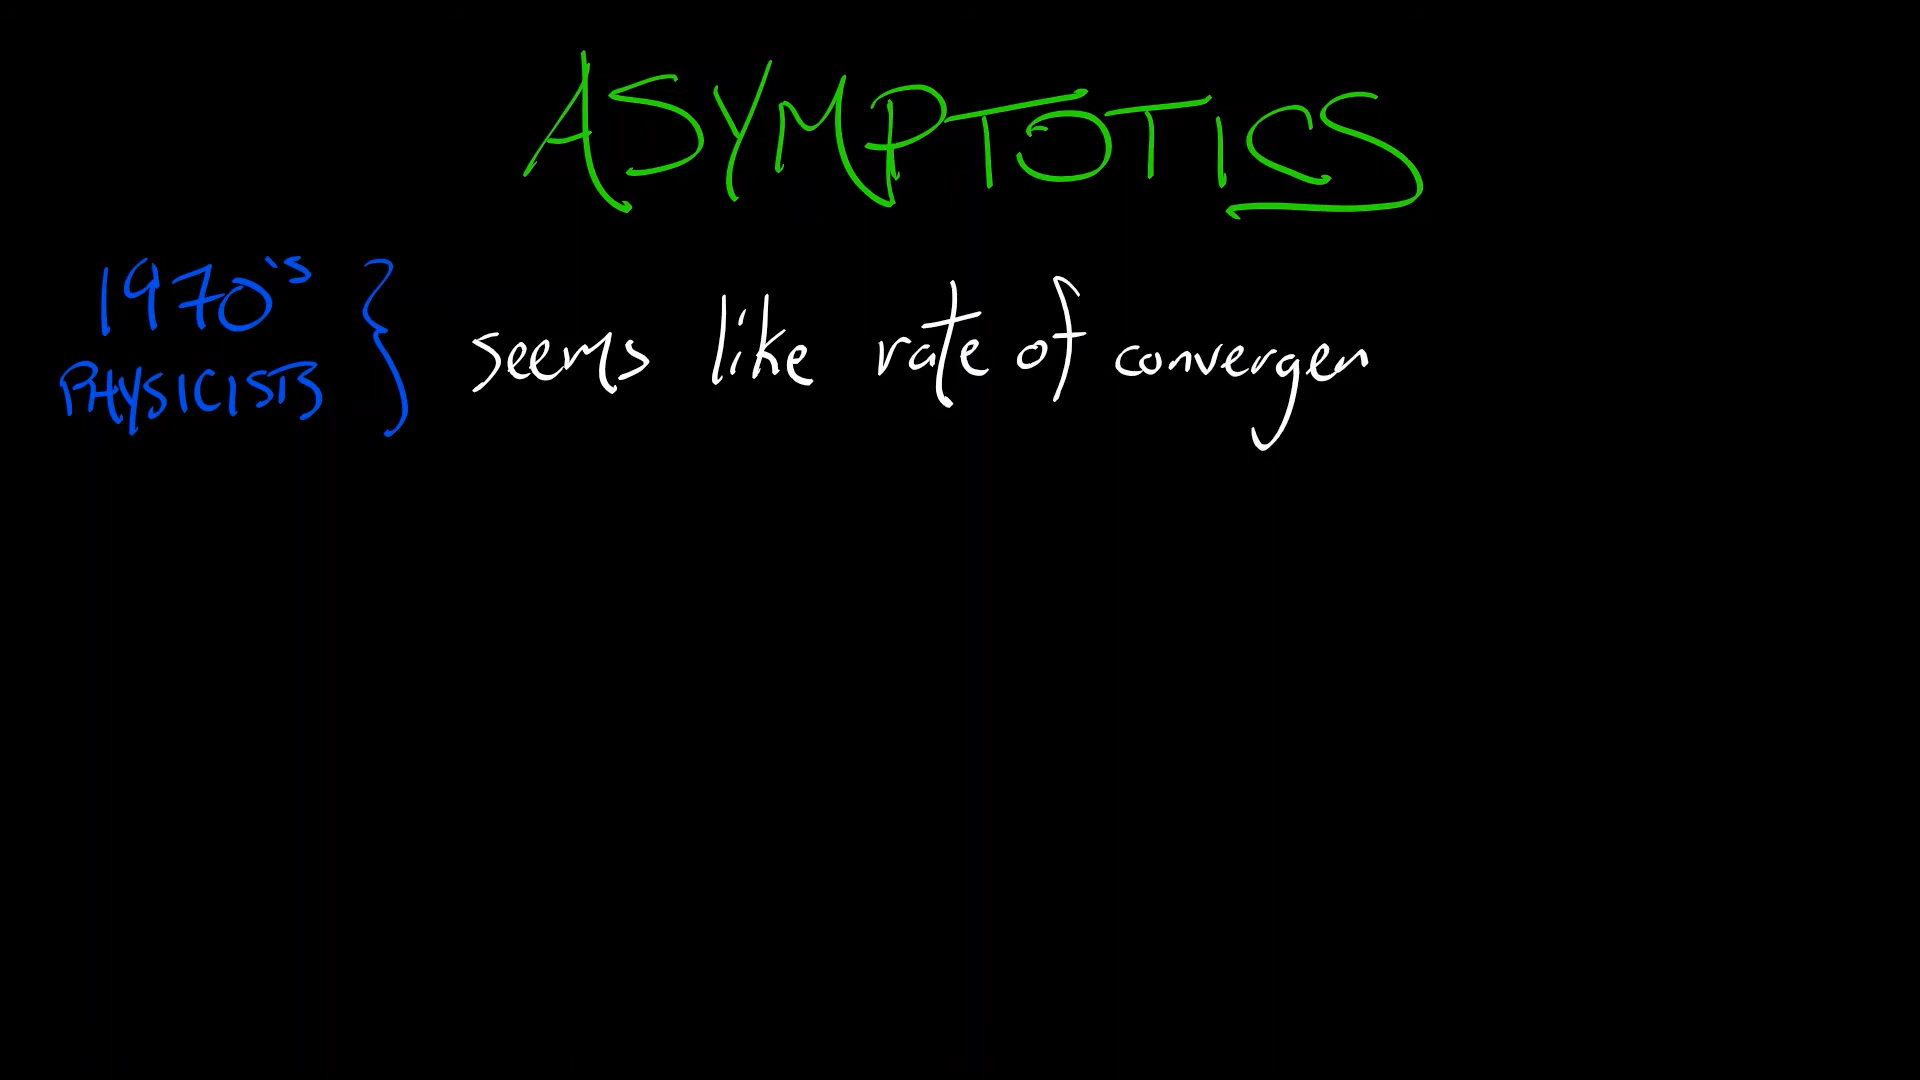 ASYMPTOTICS
1970's
PHYSICISTS
seems like rate of convergen